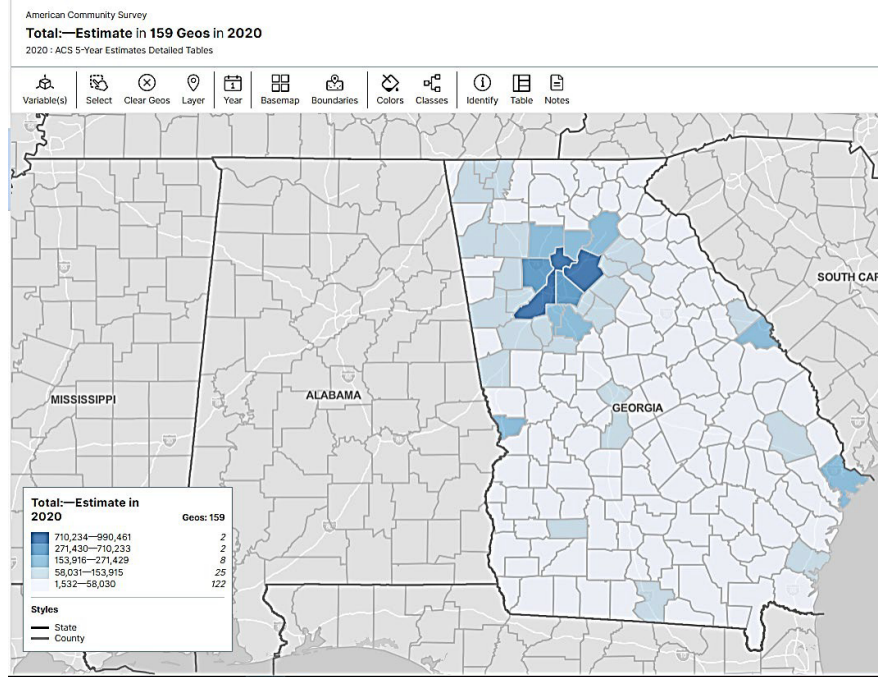 American Community Survey
Total:—Estimate in 159 Geos in 2020
2020 : ACS 5-Year Estimates Detailed Tables
Variable(s) Select Clear Geos Layer Year Basemap Boundaries Colors Classes Identify Table Notes
SOUTH CAR
MISSISSIPPI
ALABAMA
GEORGIA
Total:—Estimate in
2020 Geos: 159
710,234—990,461 2
271,430—710,233 2
153,916—271,429 8
58,031—153,915 25
1,532—58,030 122
Styles
State
County